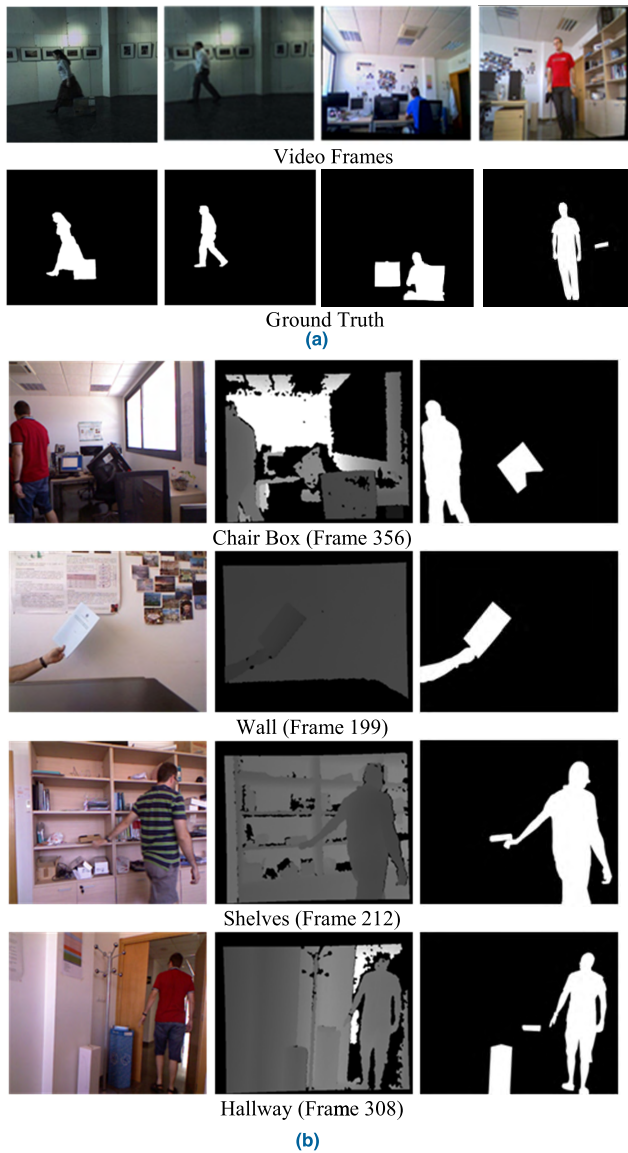 Video Frames
Ground Truth
(a)
Chair Box (Frame 356)
Wall (Frame 199)
Shelves (Frame 212)
Hallway (Frame 308)
(b)